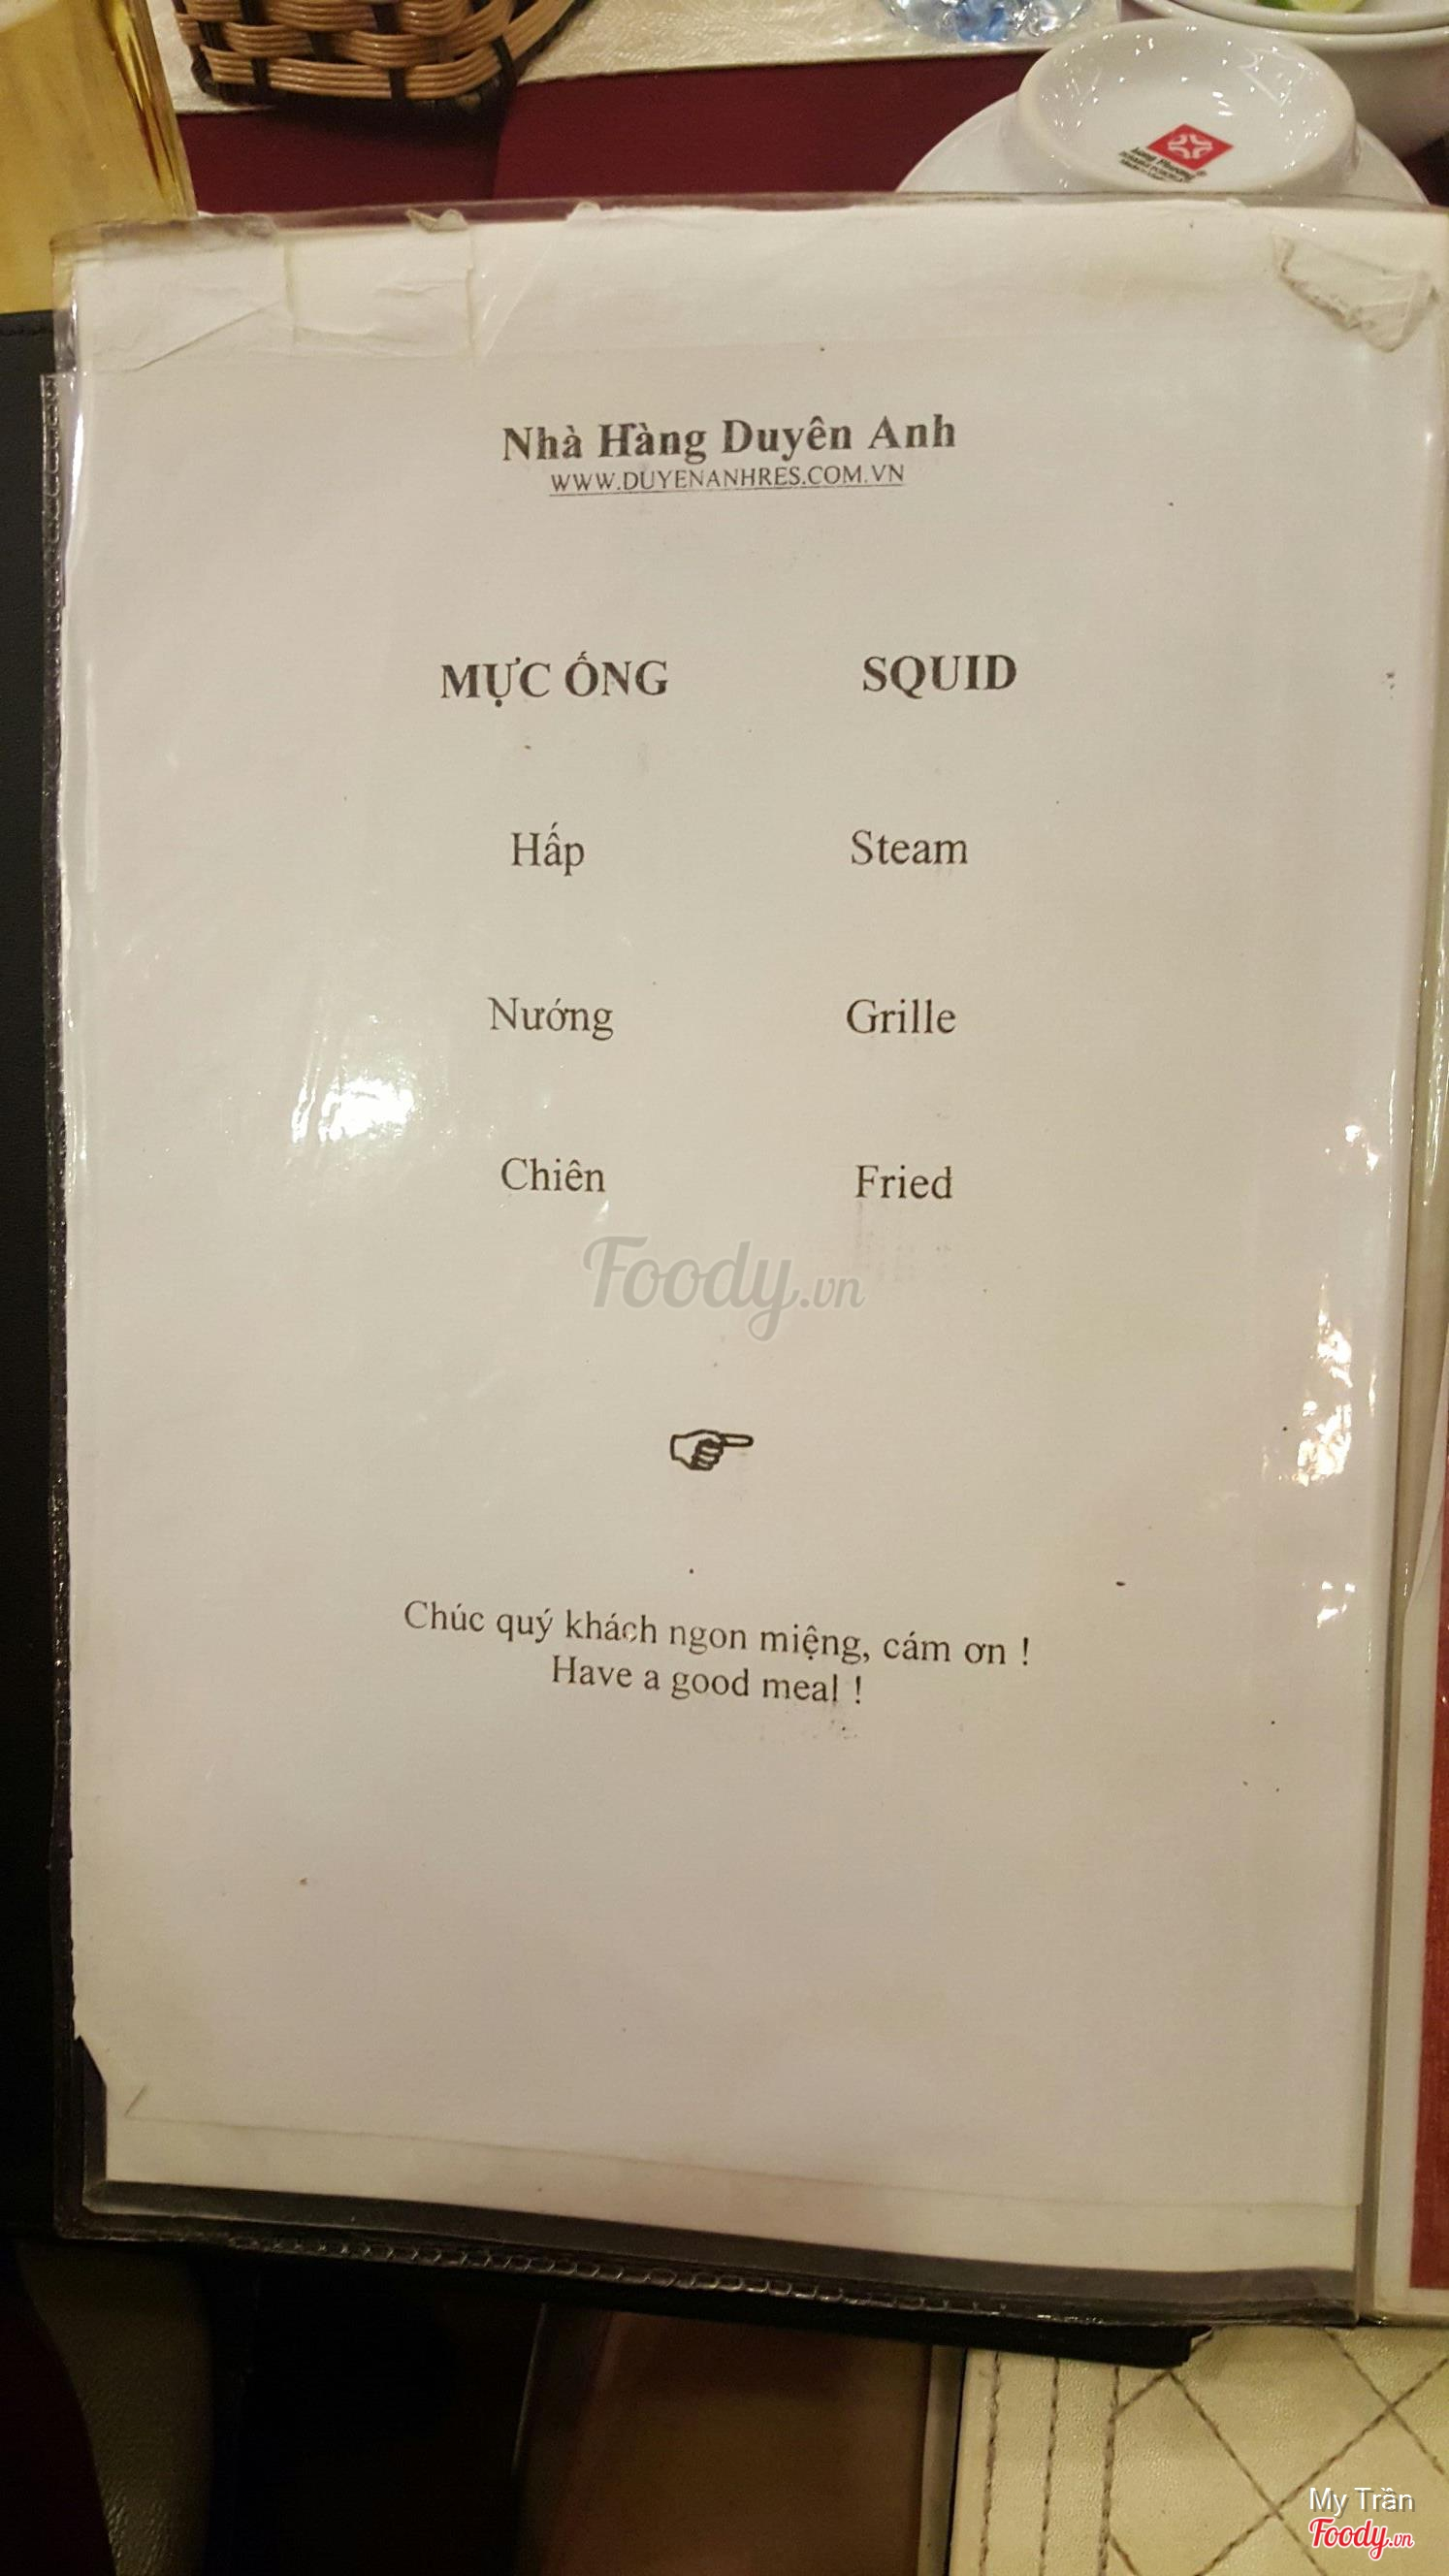 Nhà Hàng Duyên Anh
WWW.DUYENANHRES.COM.VN
MỰC ỐNG SQUID
Hấp Steam
Nướng Grille
Chiên Fried
Foody.vn
Chúc quý khách ngon miệng, cám ơn !
Have a good meal !
My Trần
Foody.vn